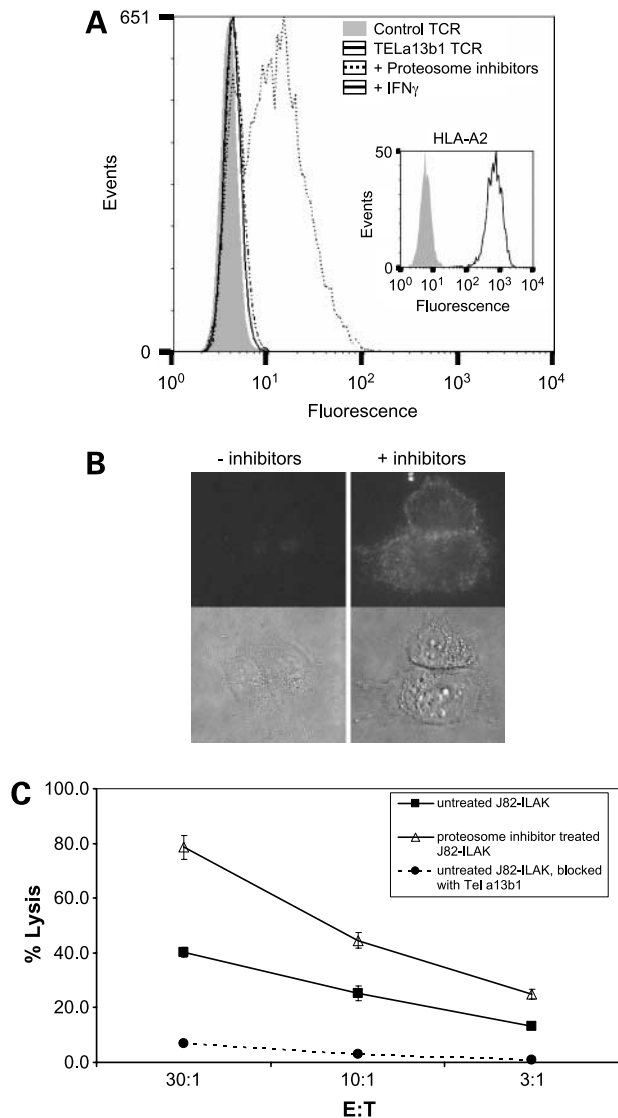 A
651
Control TCR
TELa13b1 TCR
+ Proteosome inhibitors
+ IFNγ
Events
0
10⁰ 10¹ 10² 10³ 10⁴
Fluorescence
HLA-A2
50
Events
0
10⁰ 10¹ 10² 10³ 10⁴
Fluorescence
B
- inhibitors + inhibitors
C
100.0
80.0
60.0
40.0
20.0
0.0
% Lysis
untreated J82-ILAK
proteosome inhibitor treated
J82-ILAK
untreated J82-ILAK, blocked
with Tel a13b1
30:1 10:1 3:1
E:T